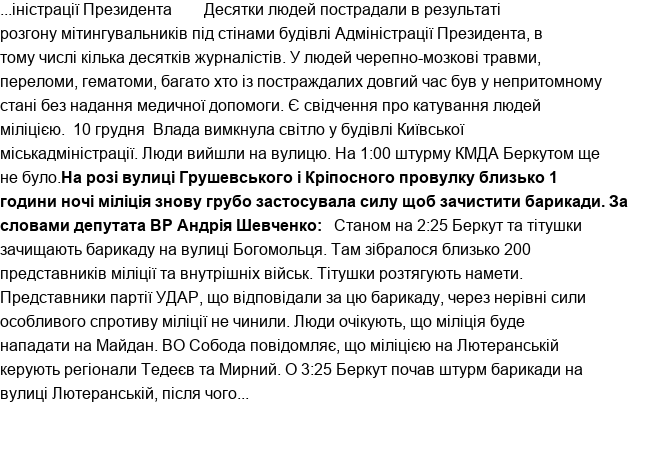 ...іністрації Президента Десятки людей пострадали в результаті
розгону мітингувальників під стінами будівлі Адміністрації Президента, в
тому числі кілька десятків журналістів. У людей черепно-мозкові травми,
переломи, гематоми, багато хто із постраждалих довгий час був у непритомному
стані без надання медичної допомоги. Є свідчення про катування людей
міліцією. 10 грудня Влада вимкнула світло у будівлі Київської
міськадміністрації. Люди вийшли на вулицю. На 1:00 штурму КМДА Беркутом ще
не було.На розі вулиці Грушевського і Кріпосного провулку близько 1
години ночі міліція знову грубо застосувала силу щоб зачистити барикади. За
словами депутата ВР Андрія Шевченко: Станом на 2:25 Беркут та тітушки
зачищають барикаду на вулиці Богомольця. Там зібралося близько 200
представників міліції та внутрішніх військ. Тітушки розтягують намети.
Представники партії УДАР, що відповідали за цю барикаду, через нерівні сили
особливого спротиву міліції не чинили. Люди очікують, що міліція буде
нападати на Майдан. ВО Собода повідомляє, що міліцією на Лютеранській
керують регіонали Тедеєв та Мирний. О 3:25 Беркут почав штурм барикади на
вулиці Лютеранській, після чого...